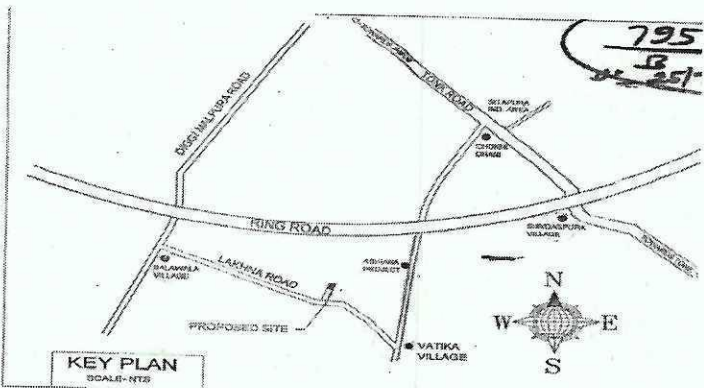 795
B
TONK ROAD
SITAPURA
IND. AREA
DIGGI MALPURA ROAD
CHOKHI
DHANI
RING ROAD
SHIVDASPURA
VILLAGE
BALAWALA
VILLAGE
LAKHNA ROAD
ASHIANA
PROJECT
PROPOSED SITE
N
W
E
S
VATIKA
VILLAGE
KEY PLAN
SCALE-NTS